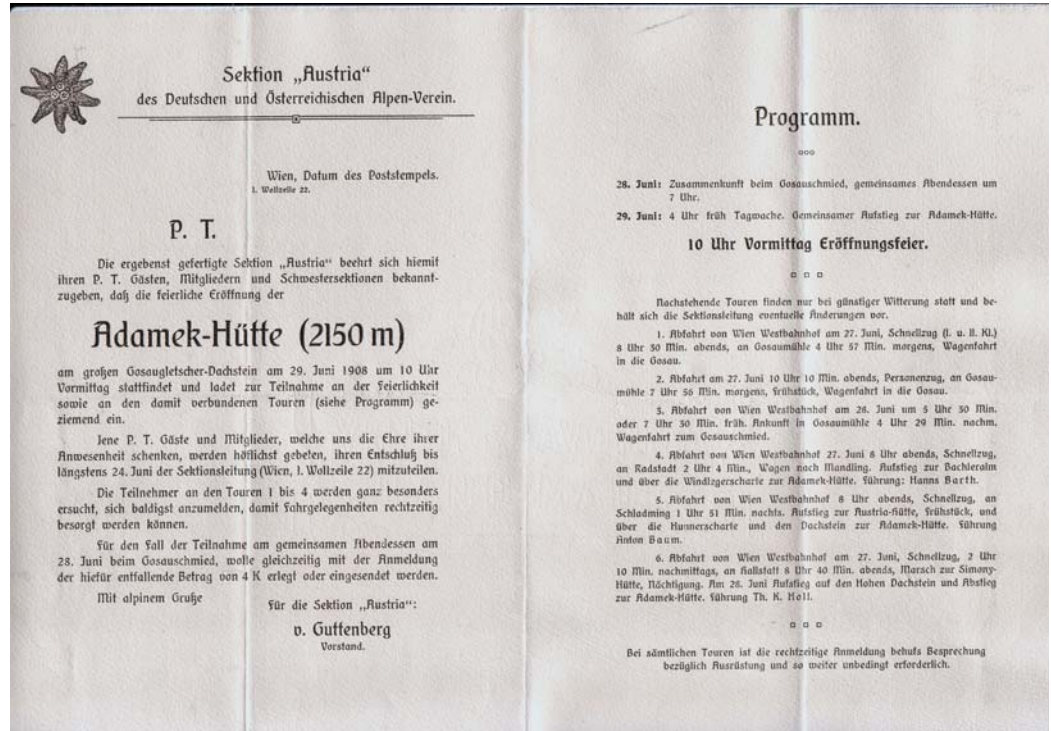 Sektion „Austria“
des Deutschen und Österreichischen Alpen-Verein.
Wien, Datum des Poststempels.
I. Wollzeile 22.
P. T.
Die ergebenst gefertigte Sektion „Austria“ beehrt sich hiemit
ihren P. T. Gästen, Mitgliedern und Schwestersektionen bekannt-
zugeben, daß die feierliche Eröffnung der
Adamek-Hütte (2150 m)
am großen Gosaugletscher-Dachstein am 29. Juni 1908 um 10 Uhr
Vormittag stattfindet und ladet zur Teilnahme an der Feierlichkeit
sowie an den damit verbundenen Touren (siehe Programm) ge-
ziemend ein.
Jene P. T. Gäste und Mitglieder, welche uns die Ehre ihrer
Anwesenheit schenken, werden höflichst gebeten, ihren Entschluß bis
längstens 24. Juni der Sektionsleitung (Wien, I. Wollzeile 22) mitzuteilen.
Die Teilnehmer an den Touren 1 bis 4 werden ganz besonders
ersucht, sich baldigst anzumelden, damit Fahrgelegenheiten rechtzeitig
besorgt werden können.
Für den Fall der Teilnahme am gemeinsamen Abendessen am
28. Juni beim Gosauschmied, wolle gleichzeitig mit der Anmeldung
der hiefür entfallende Betrag von 4 K erlegt oder eingesendet werden.
Mit alpinem Gruße
Für die Sektion „Austria“:
v. Guttenberg
Vorstand.
Programm.
28. Juni: Zusammenkunft beim Gosauschmied, gemeinsames Abendessen um
7 Uhr.
29. Juni: 4 Uhr früh Tagwache. Gemeinsamer Aufstieg zur Adamek-Hütte.
10 Uhr Vormittag Eröffnungsfeier.
Nachstehende Touren finden nur bei günstiger Witterung statt und be-
hält sich die Sektionsleitung eventuelle Änderungen vor.
1. Abfahrt von Wien Westbahnhof am 27. Juni, Schnellzug (I. u. II. Kl.)
8 Uhr 50 Min. abends, an Gosaumühle 4 Uhr 57 Min. morgens, Wagenfahrt
in die Gosau.
2. Abfahrt am 27. Juni 10 Uhr 10 Min. abends, Personenzug, an Gosau-
mühle 7 Uhr 56 Min. morgens, Frühstück, Wagenfahrt in die Gosau.
3. Abfahrt von Wien Westbahnhof am 28. Juni um 5 Uhr 30 Min.
oder 7 Uhr 30 Min. früh. Ankunft in Gosaumühle 4 Uhr 29 Min. nachm.
Wagenfahrt zum Gosauschmied.
4. Abfahrt von Wien Westbahnhof 27. Juni 8 Uhr abends, Schnellzug,
an Radstadt 2 Uhr 4 Min., Wagen nach Mandling. Aufstieg zur Bachleralm
und über die Windlegerscharte zur Adamek-Hütte. Führung: Hanns Barth.
5. Abfahrt von Wien Westbahnhof 8 Uhr abends, Schnellzug, an
Schladming 1 Uhr 51 Min. nachts. Aufstieg zur Austria-Hütte, Frühstück, und
über die Hunnerscharte und den Dachstein zur Adamek-Hütte. Führung
Anton Baum.
6. Abfahrt von Wien Westbahnhof am 27. Juni, Schnellzug, 2 Uhr
10 Min. nachmittags, an Hallstatt 8 Uhr 40 Min. abends, Marsch zur Simony-
Hütte, Nächtigung. Am 28. Juni Aufstieg auf den Hohen Dachstein und Abstieg
zur Adamek-Hütte. Führung Th. K. Holl.
Bei sämtlichen Touren ist die rechtzeitige Anmeldung behufs Besprechung
bezüglich Ausrüstung und so weiter unbedingt erforderlich.